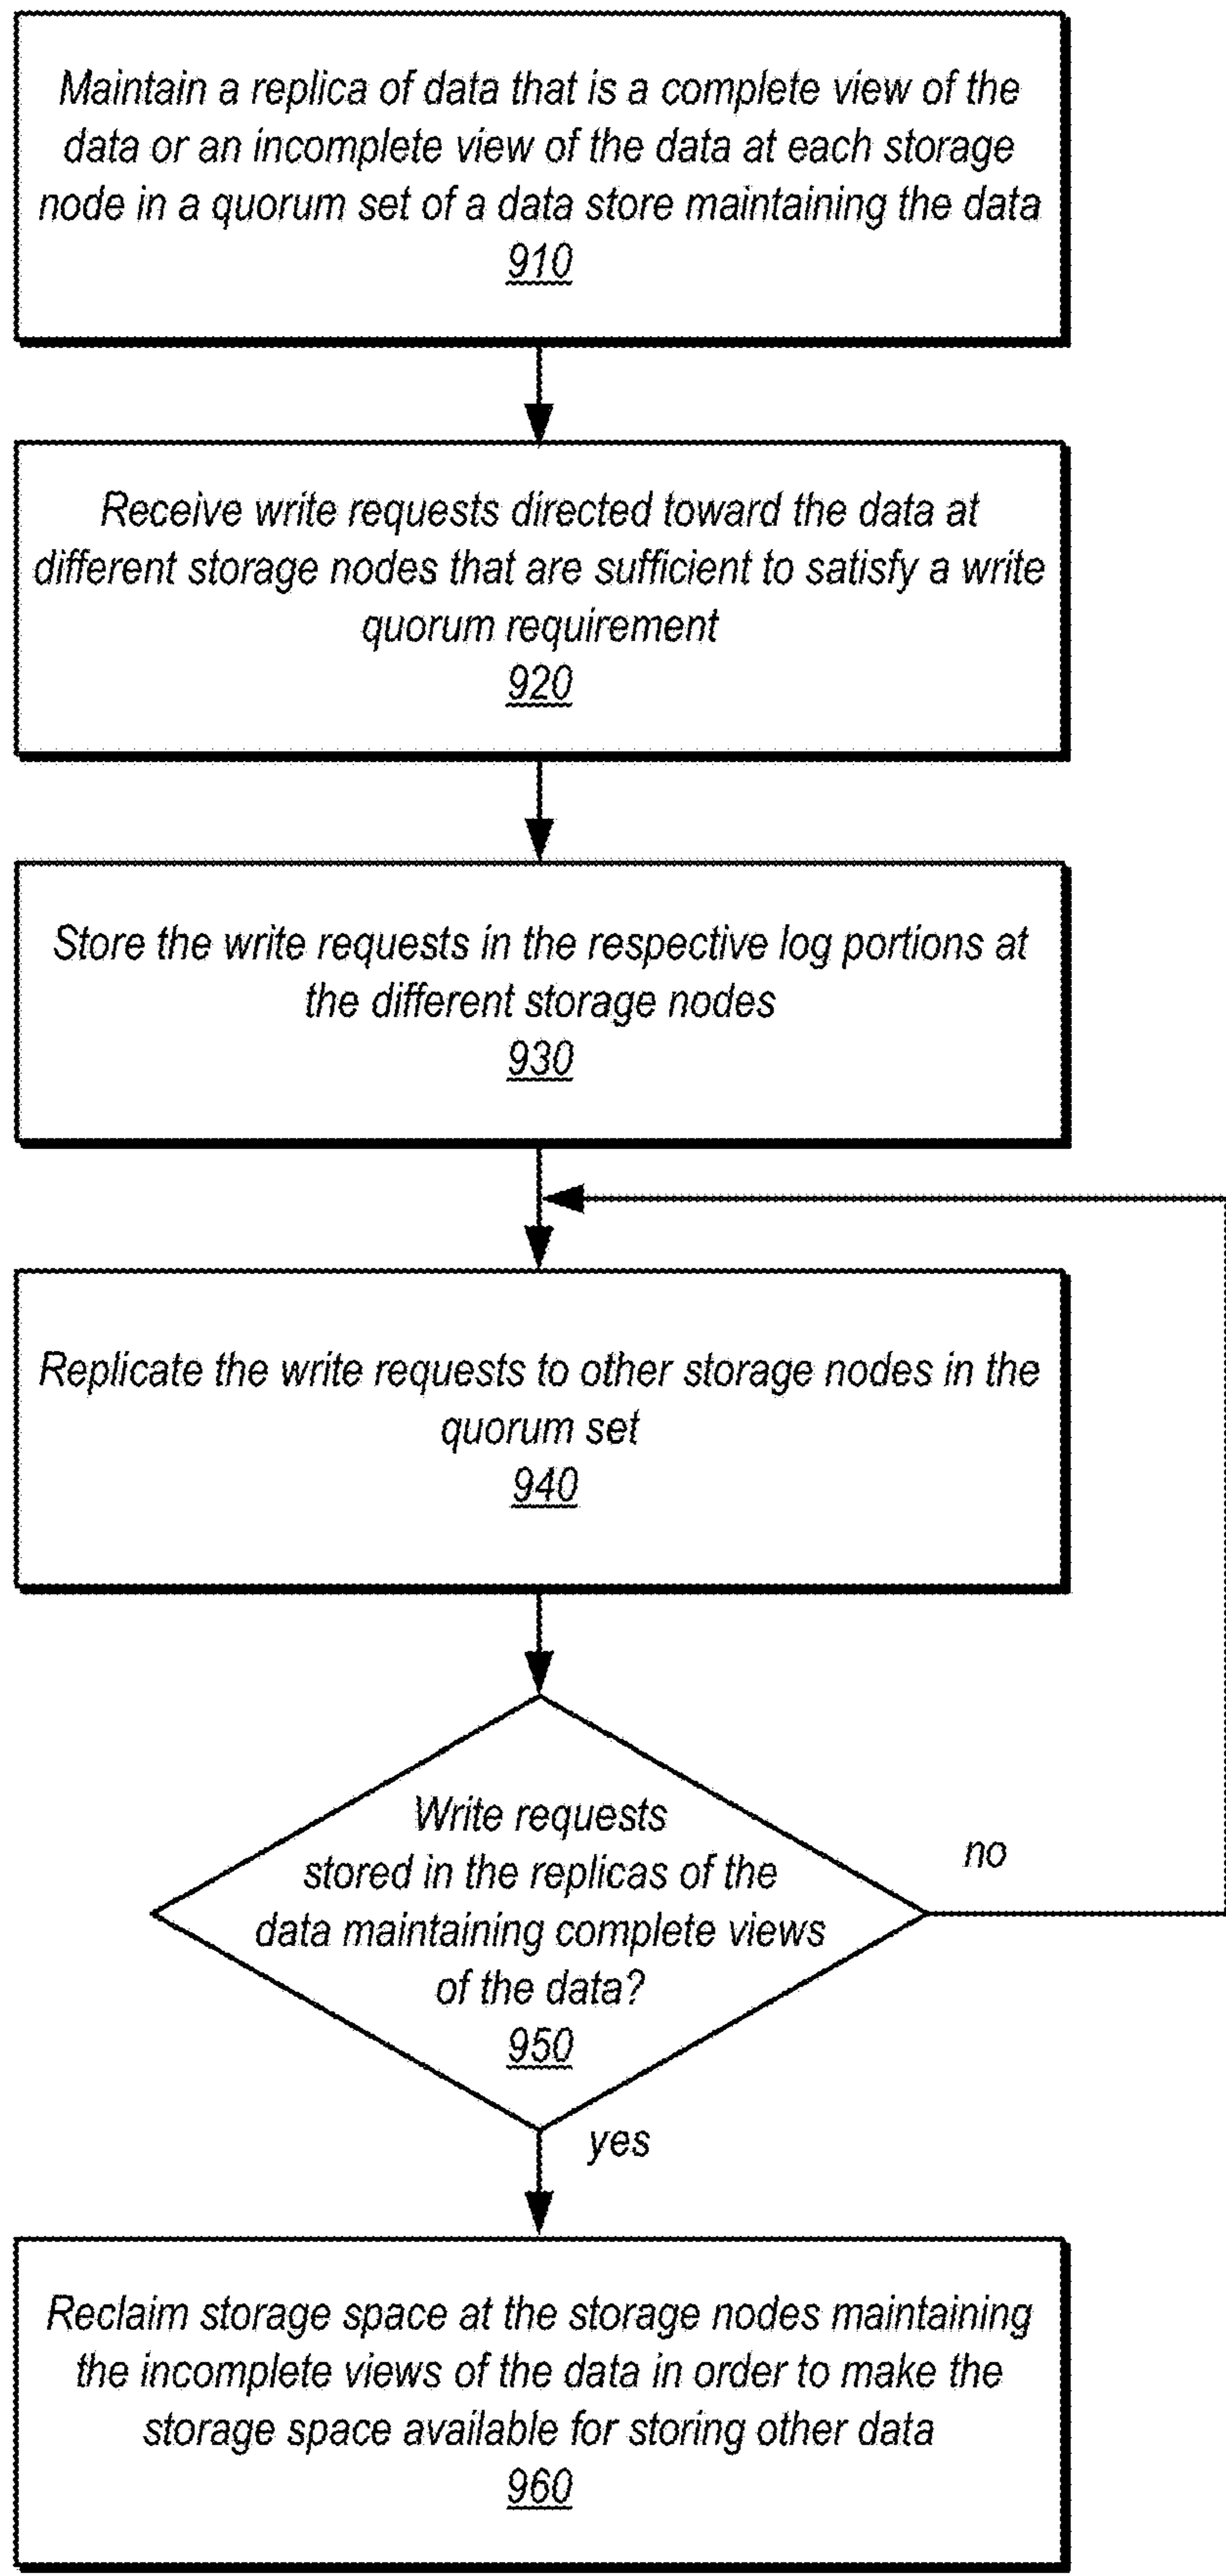 Maintain a replica of data that is a complete view of the
data or an incomplete view of the data at each storage
node in a quorum set of a data store maintaining the data
910
Receive write requests directed toward the data at
different storage nodes that are sufficient to satisfy a write
quorum requirement
920
Store the write requests in the respective log portions at
the different storage nodes
930
Replicate the write requests to other storage nodes in the
quorum set
940
Write requests
stored in the replicas of the
data maintaining complete views
of the data?
950
no
yes
Reclaim storage space at the storage nodes maintaining
the incomplete views of the data in order to make the
storage space available for storing other data
960